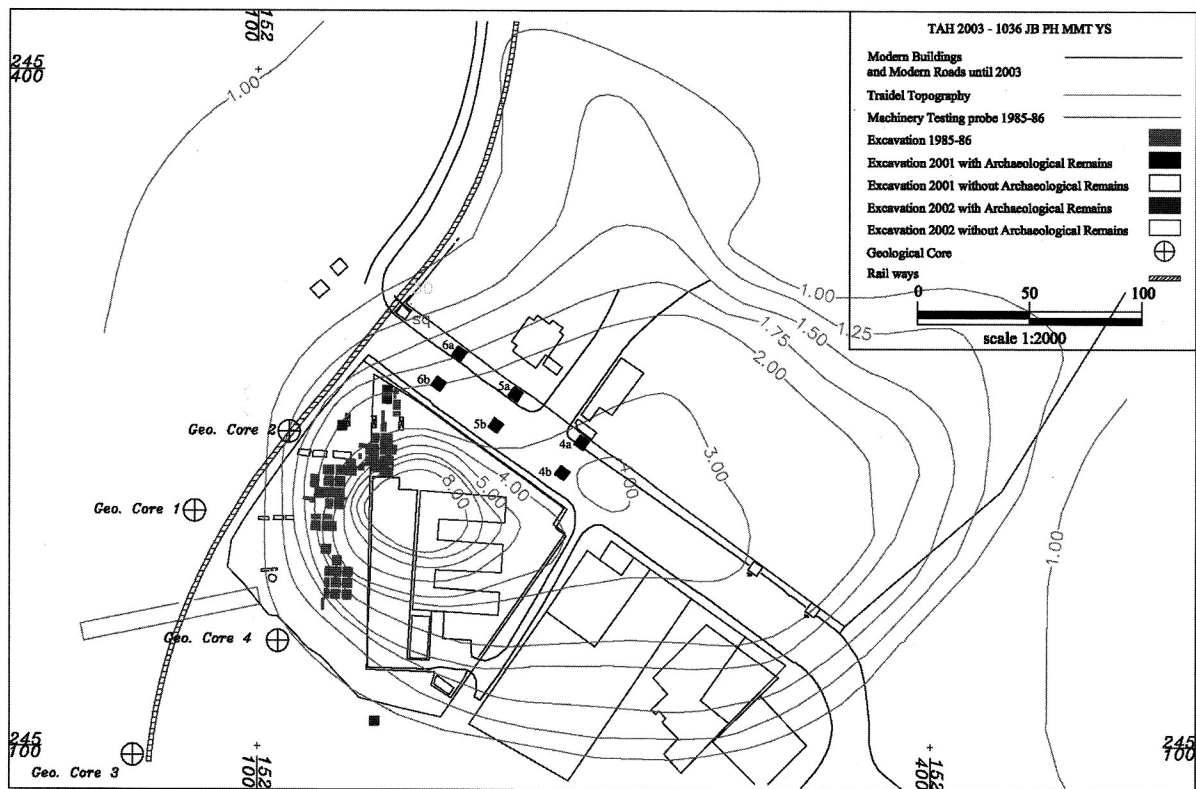 152
100
245
400
1.00
TAH 2003 - 1036 JB PH MMT YS
Modern Buildings
and Modern Roads until 2003
Traidel Topography
Machinery Testing probe 1985-86
Excavation 1985-86
Excavation 2001 with Archaeological Remains
Excavation 2001 without Archaeological Remains
Excavation 2002 with Archaeological Remains
Excavation 2002 without Archaeological Remains
Geological Core
Rail ways
0 50 100
scale 1:2000
1.00
1.25
1.50
1.75
2.00
3.00
4.00
sq
6a
6b
5a
5b
4a
4b
4.00
5.00
8.00
Geo. Core 2
Geo. Core 1
Geo. Core 4
Geo. Core 3
1.00
245
100
152
100
152
400
245
100